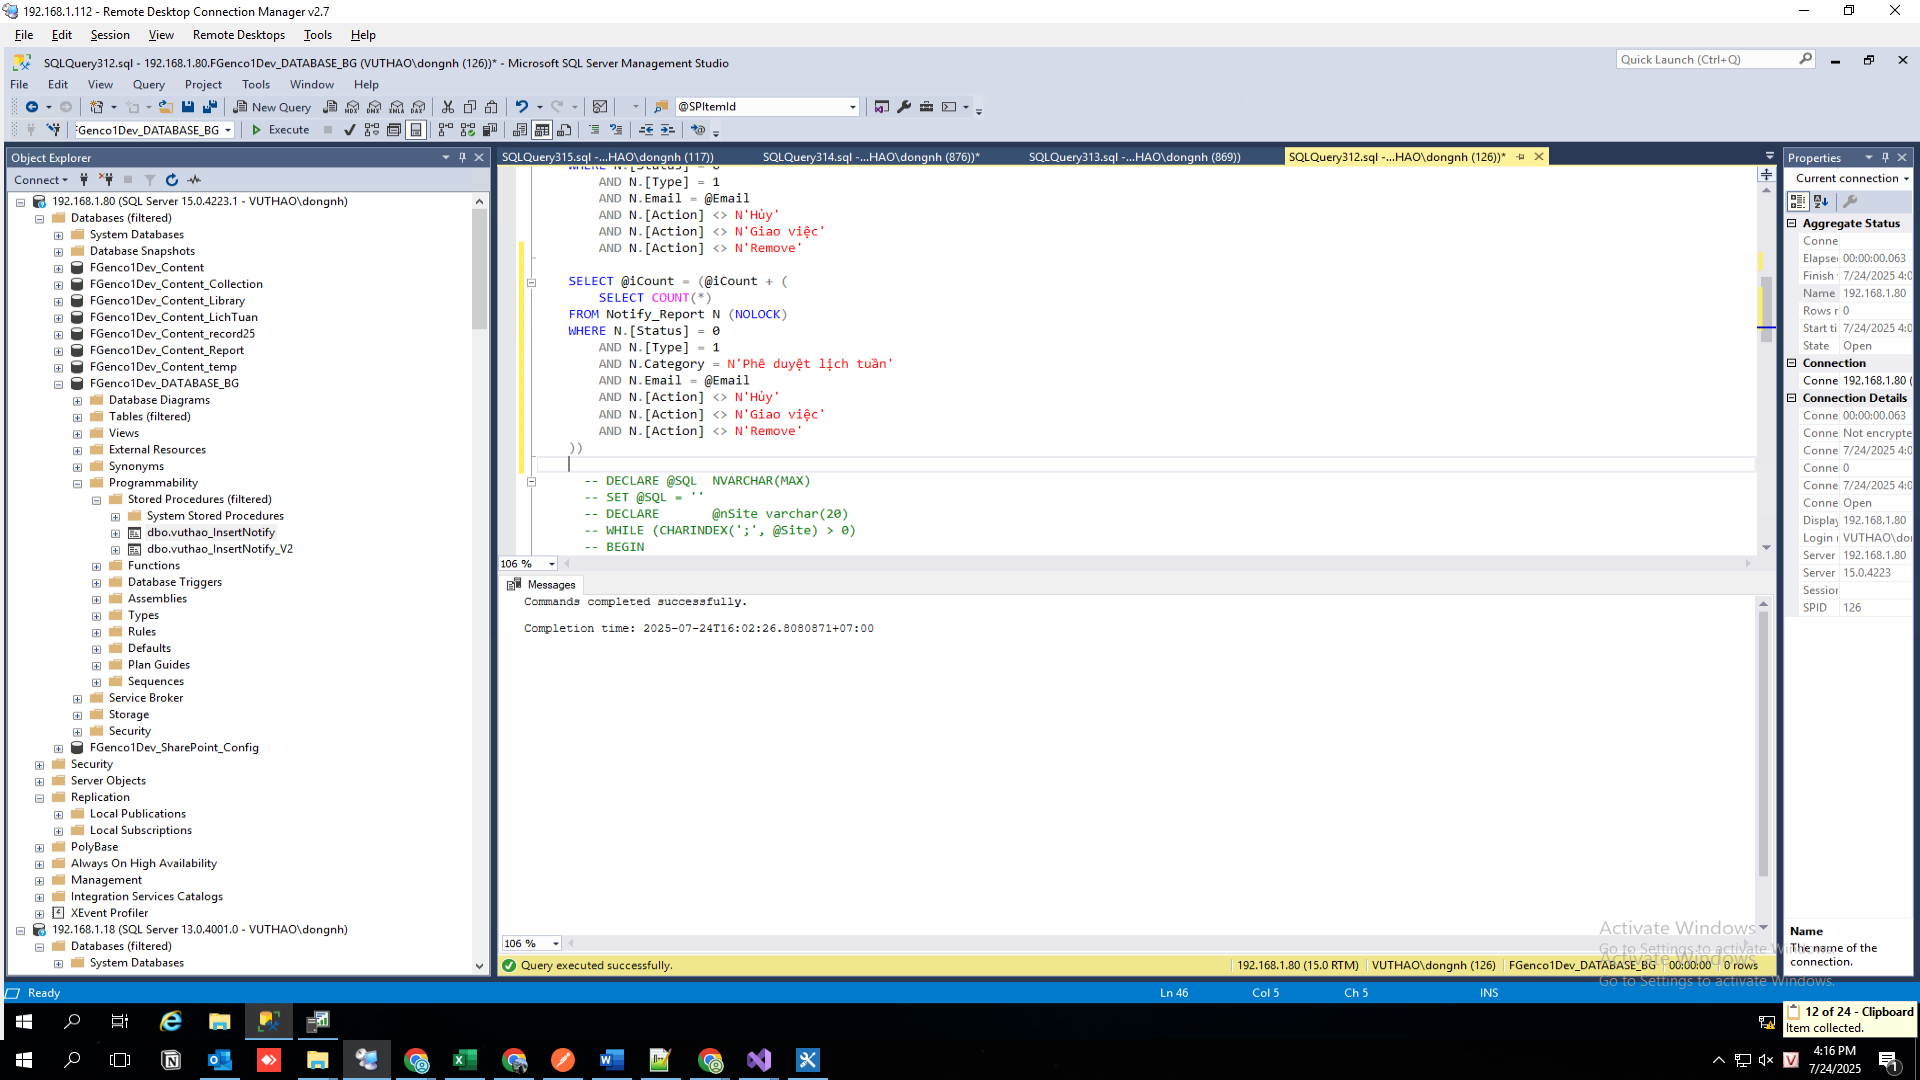 192.168.1.112 - Remote Desktop Connection Manager v2.7
File Edit Session View Remote Desktops Tools Help
SQLQuery312.sql - 192.168.1.80.FGenco1Dev_DATABASE_BG (VUTHAO\dongnh (126))* - Microsoft SQL Server Management Studio
Quick Launch (Ctrl+Q)
File Edit View Query Project Tools Window Help
New Query
@SPItemId
Genco1Dev_DATABASE_BG
Execute
Object Explorer
Connect
192.168.1.80 (SQL Server 15.0.4223.1 - VUTHAO\dongnh)
Databases (filtered)
System Databases
Database Snapshots
FGenco1Dev_Content
FGenco1Dev_Content_Collection
FGenco1Dev_Content_Library
FGenco1Dev_Content_LichTuan
FGenco1Dev_Content_record25
FGenco1Dev_Content_Report
FGenco1Dev_Content_temp
FGenco1Dev_DATABASE_BG
Database Diagrams
Tables (filtered)
Views
External Resources
Synonyms
Programmability
Stored Procedures (filtered)
System Stored Procedures
dbo.vuthao_InsertNotify
dbo.vuthao_InsertNotify_V2
Functions
Database Triggers
Assemblies
Types
Rules
Defaults
Plan Guides
Sequences
Service Broker
Storage
Security
FGenco1Dev_SharePoint_Config
Security
Server Objects
Replication
Local Publications
Local Subscriptions
PolyBase
Always On High Availability
Management
Integration Services Catalogs
XEvent Profiler
192.168.1.18 (SQL Server 13.0.4001.0 - VUTHAO\dongnh)
Databases (filtered)
System Databases
SQLQuery315.sql -...HAO\dongnh (117))
SQLQuery314.sql -...HAO\dongnh (876))*
SQLQuery313.sql -...HAO\dongnh (869))
SQLQuery312.sql -...HAO\dongnh (126))*
WHERE N.[Status] = 0
AND N.[Type] = 1
AND N.Email = @Email
AND N.[Action] <> N'Hủy'
AND N.[Action] <> N'Giao việc'
AND N.[Action] <> N'Remove'
SELECT @iCount = (@iCount + (
SELECT COUNT(*)
FROM Notify_Report N (NOLOCK)
WHERE N.[Status] = 0
AND N.[Type] = 1
AND N.Category = N'Phê duyệt lịch tuần'
AND N.Email = @Email
AND N.[Action] <> N'Hủy'
AND N.[Action] <> N'Giao việc'
AND N.[Action] <> N'Remove'
))
-- DECLARE @SQL NVARCHAR(MAX)
-- SET @SQL = ''
-- DECLARE @nSite varchar(20)
-- WHILE (CHARINDEX(';', @Site) > 0)
-- BEGIN
106 %
Messages
Commands completed successfully.
Completion time: 2025-07-24T16:02:26.8080871+07:00
106 %
Query executed successfully.
192.168.1.80 (15.0 RTM) VUTHAO\dongnh (126) FGenco1Dev_DATABASE_BG 00:00:00 0 rows
Properties
Current connection
Aggregate Status
Conne
Elapse 00:00:00.063
Finish 7/24/2025 4:0
Name 192.168.1.80
Rows r 0
Start ti 7/24/2025 4:0
State Open
Connection
Conne 192.168.1.80 (
Connection Details
Conne 00:00:00.063
Conne Not encrypte
Conne 7/24/2025 4:0
Conne 0
Conne 7/24/2025 4:0
Conne Open
Display 192.168.1.80
Login VUTHAO\do
Server 192.168.1.80
Server 15.0.4223
Session
SPID 126
Name
The name of the
connection.
Activate Windows
Go to Settings to activate Windows.
Activate Windows
Go to Settings to activate Windows.
Ready
Ln 46 Col 5 Ch 5 INS
12 of 24 - Clipboard
Item collected.
4:16 PM
7/24/2025
1